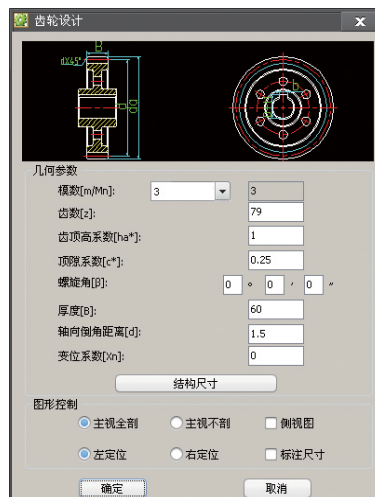 齿轮设计
x
B
dX45°
d
da
b
几何参数
模数[m/Mn]: 3 3
齿数[z]: 79
齿顶高系数[ha*]: 1
顶隙系数[c*]: 0.25
螺旋角[β]: 0 ° 0 ′ 0 ″
厚度[B]: 60
轴向倒角距离[d]: 1.5
变位系数[Xn]: 0
结构尺寸
图形控制
主视全剖 主视不剖 侧视图
左定位 右定位 标注尺寸
确定 取消